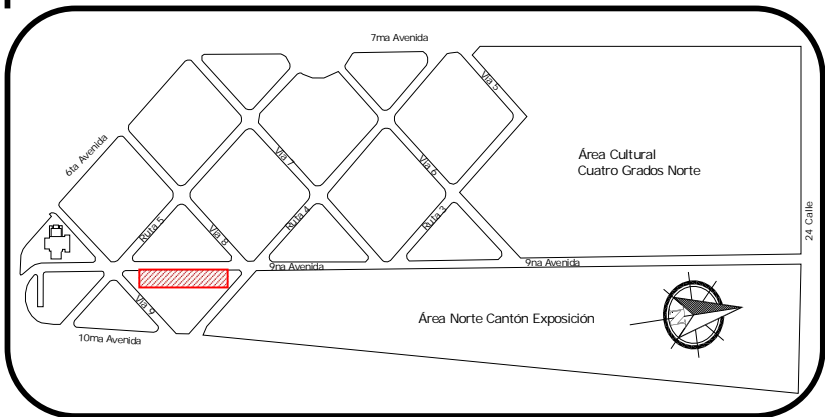 7ma Avenida
Vía 5
6ta Avenida
Vía 7
Vía 6
Área Cultural
Cuatro Grados Norte
24 Calle
Ruta 5
Vía 8
Ruta 4
Ruta 3
9na Avenida
9na Avenida
Vía 9
Área Norte Cantón Exposición
10ma Avenida